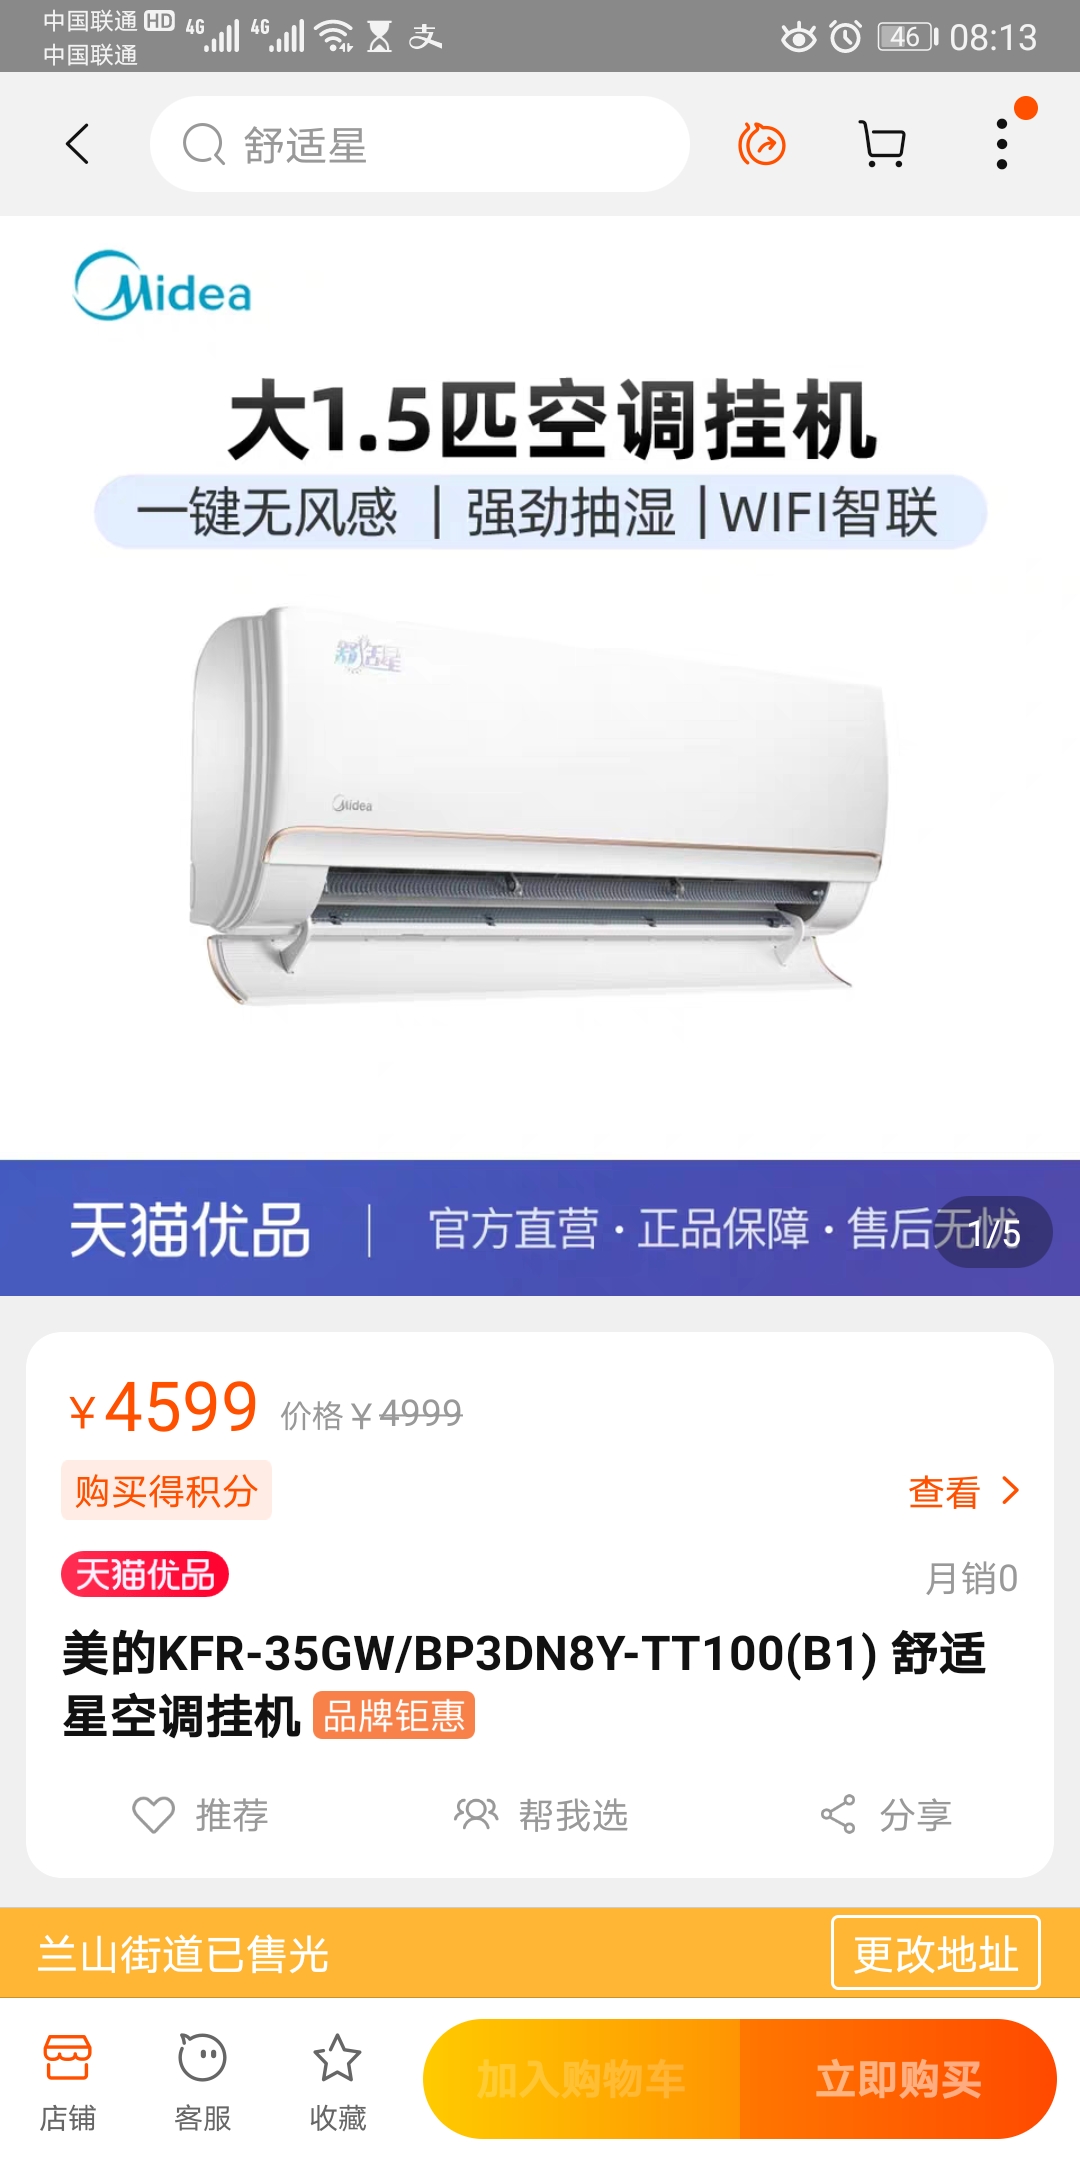 中国联通 HD 4G 4G 支 46 08:13
中国联通
舒适星
Midea
大1.5匹空调挂机
一键无风感 | 强劲抽湿 | WIFI智联
舒适星
Midea
天猫优品 | 官方直营·正品保障·售后无忧
1/5
¥4599 价格¥4999
购买得积分 查看
天猫优品 月销0
美的KFR-35GW/BP3DN8Y-TT100(B1) 舒适
星空调挂机 品牌钜惠
推荐 帮我选 分享
兰山街道已售光 更改地址
加入购物车 立即购买
店铺 客服 收藏